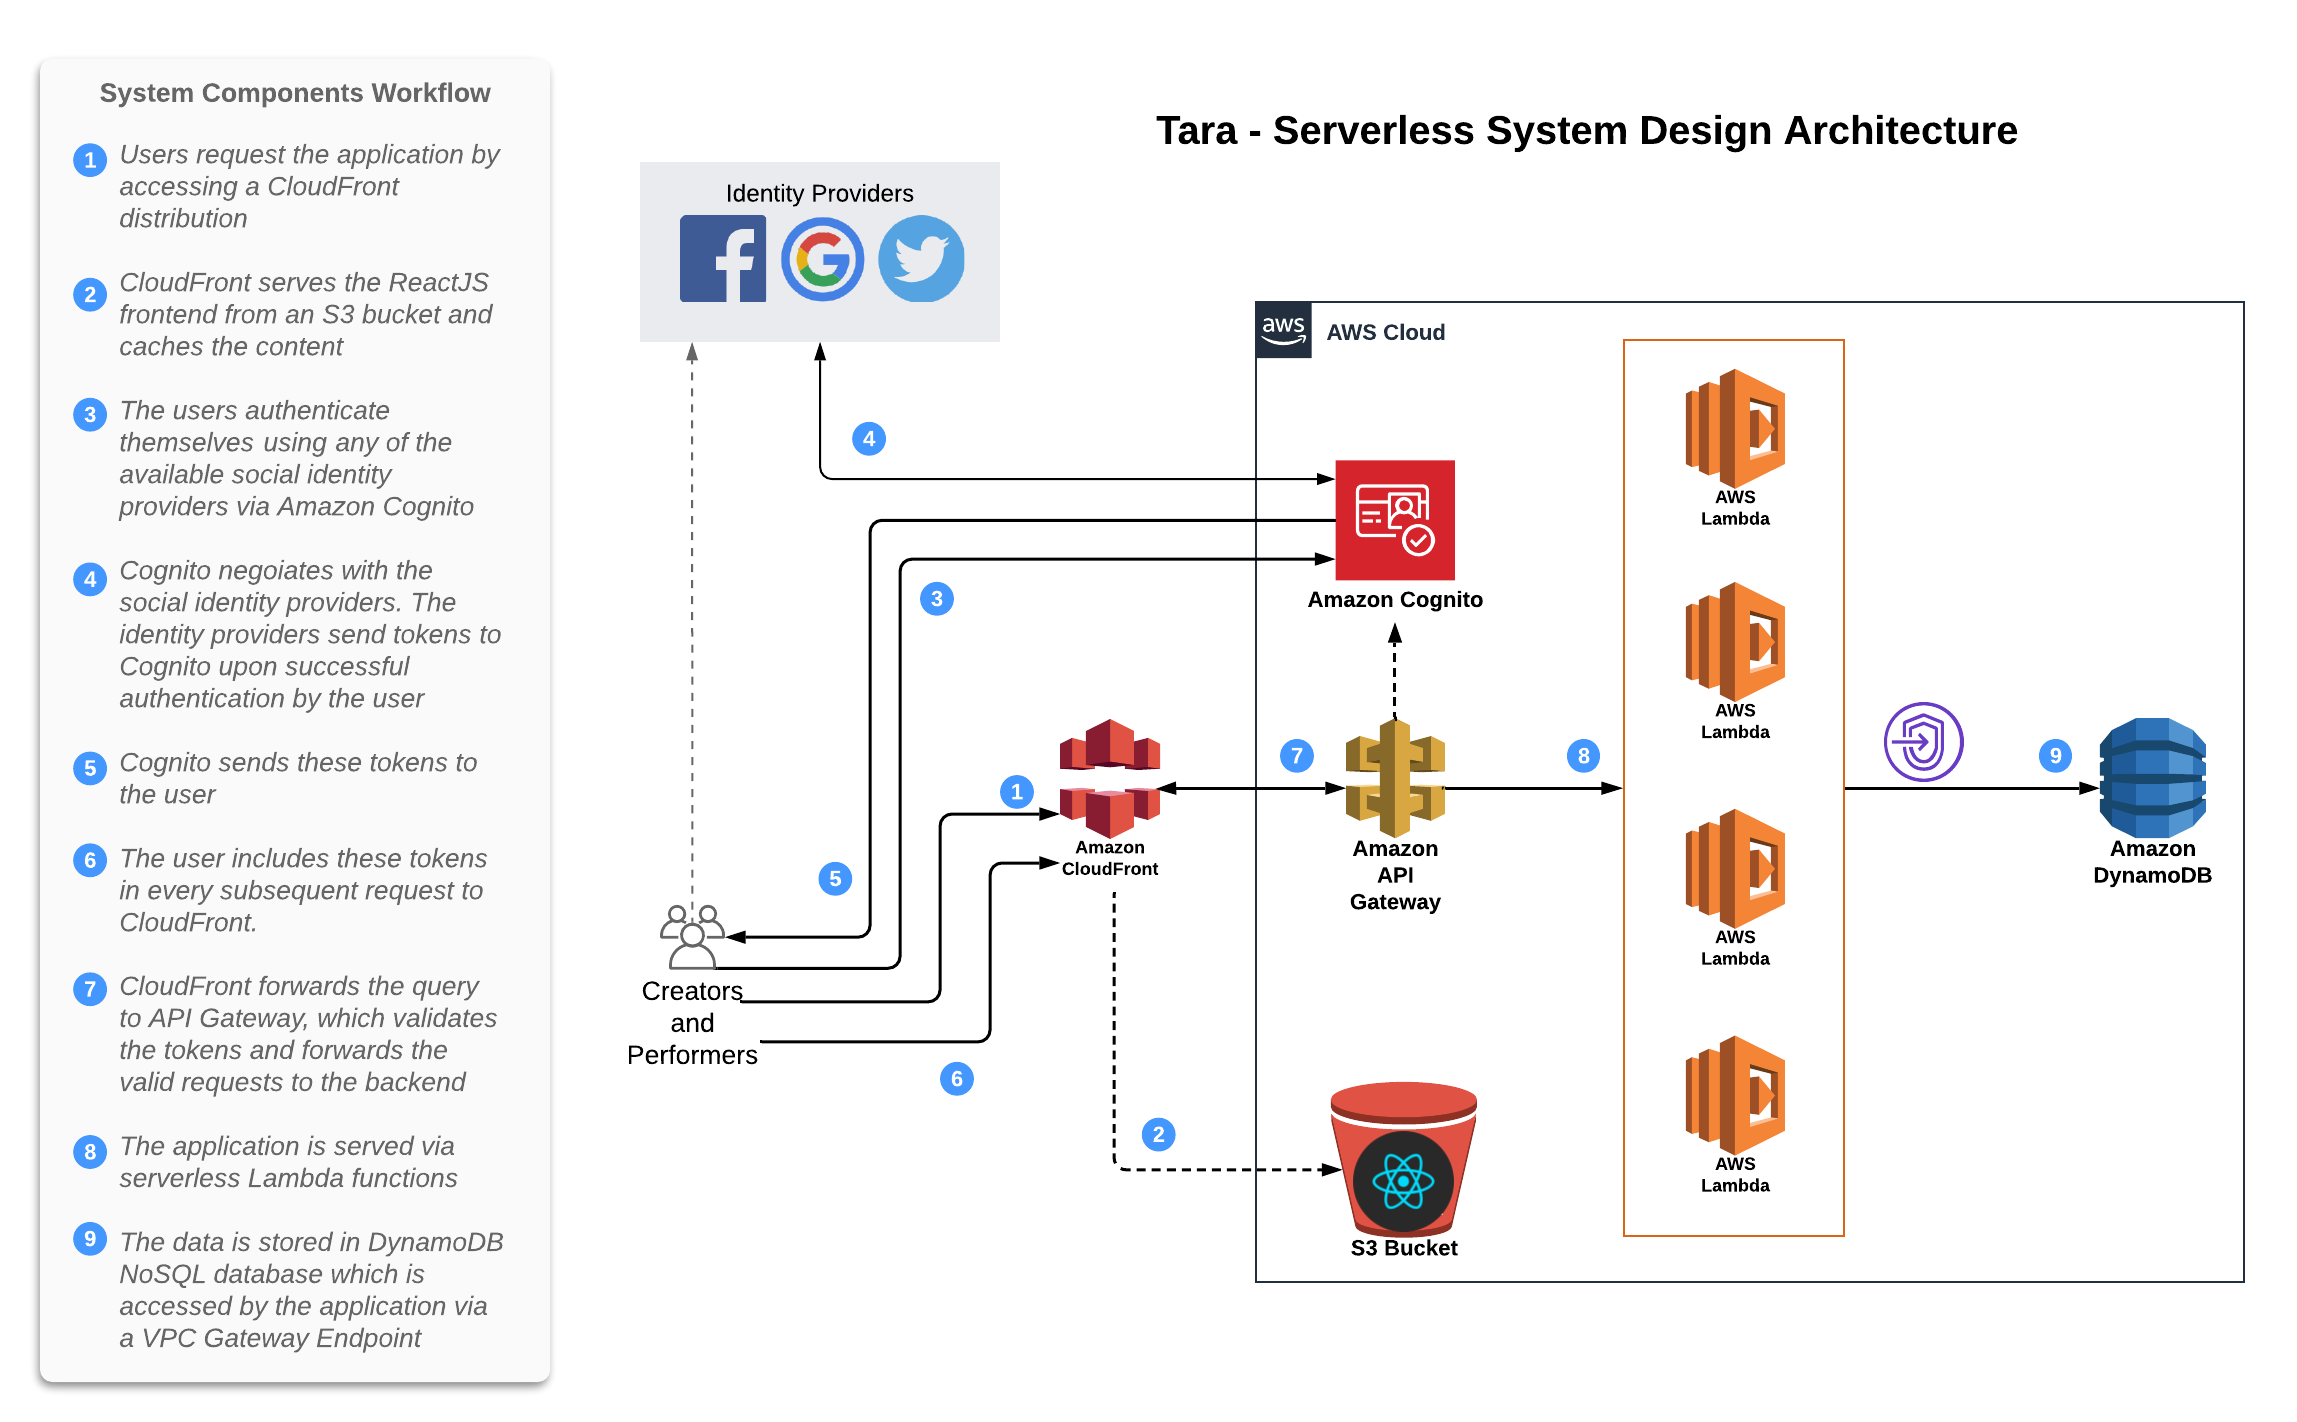 System Components Workflow
1 Users request the application by
accessing a CloudFront
distribution
2 CloudFront serves the ReactJS
frontend from an S3 bucket and
caches the content
3 The users authenticate
themselves using any of the
available social identity
providers via Amazon Cognito
4 Cognito negoiates with the
social identity providers. The
identity providers send tokens to
Cognito upon successful
authentication by the user
5 Cognito sends these tokens to
the user
6 The user includes these tokens
in every subsequent request to
CloudFront.
7 CloudFront forwards the query
to API Gateway, which validates
the tokens and forwards the
valid requests to the backend
8 The application is served via
serverless Lambda functions
9 The data is stored in DynamoDB
NoSQL database which is
accessed by the application via
a VPC Gateway Endpoint
Tara - Serverless System Design Architecture
Identity Providers
aws
AWS Cloud
4
3
5
1
6
2
7
8
9
Amazon Cognito
Creators
and
Performers
Amazon
CloudFront
Amazon
API
Gateway
S3 Bucket
AWS
Lambda
AWS
Lambda
AWS
Lambda
AWS
Lambda
Amazon
DynamoDB